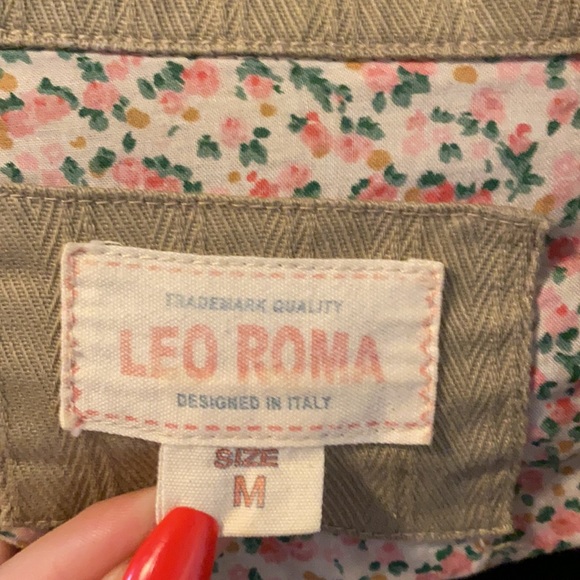 TRADEMARK QUALITY
LEO ROMA
DESIGNED IN ITALY
SIZE
M